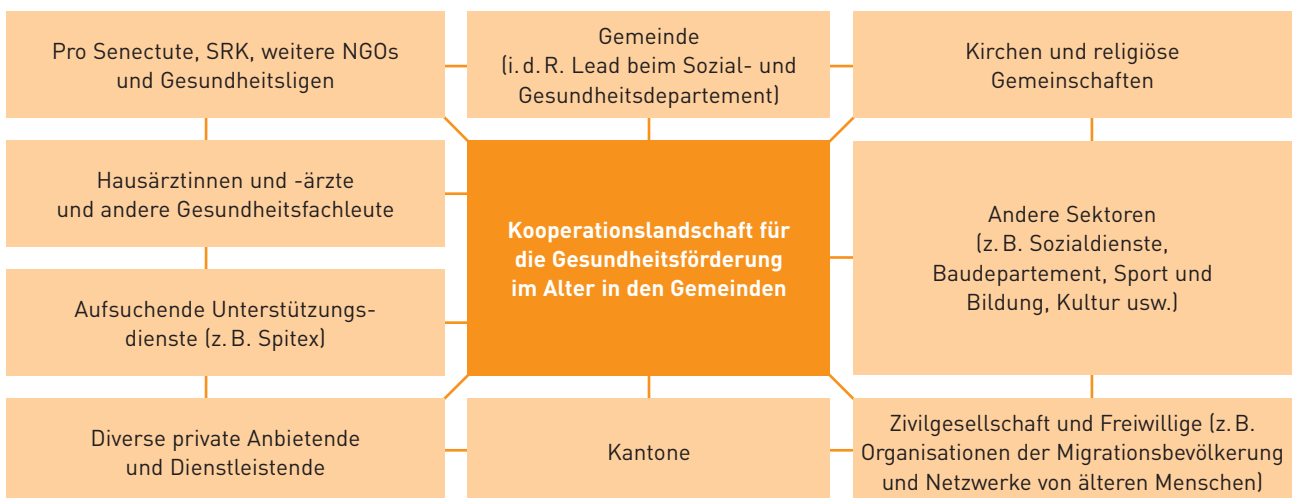 Pro Senectute, SRK, weitere NGOs
und Gesundheitsligen
Gemeinde
(i. d. R. Lead beim Sozial- und
Gesundheitsdepartement)
Kirchen und religiöse
Gemeinschaften
Hausärztinnen und -ärzte
und andere Gesundheitsfachleute
Kooperationslandschaft für
die Gesundheitsförderung
im Alter in den Gemeinden
Andere Sektoren
(z. B. Sozialdienste,
Baudepartement, Sport und
Bildung, Kultur usw.)
Aufsuchende Unterstützungs-
dienste (z. B. Spitex)
Diverse private Anbietende
und Dienstleistende
Kantone
Zivilgesellschaft und Freiwillige (z. B.
Organisationen der Migrationsbevölkerung
und Netzwerke von älteren Menschen)